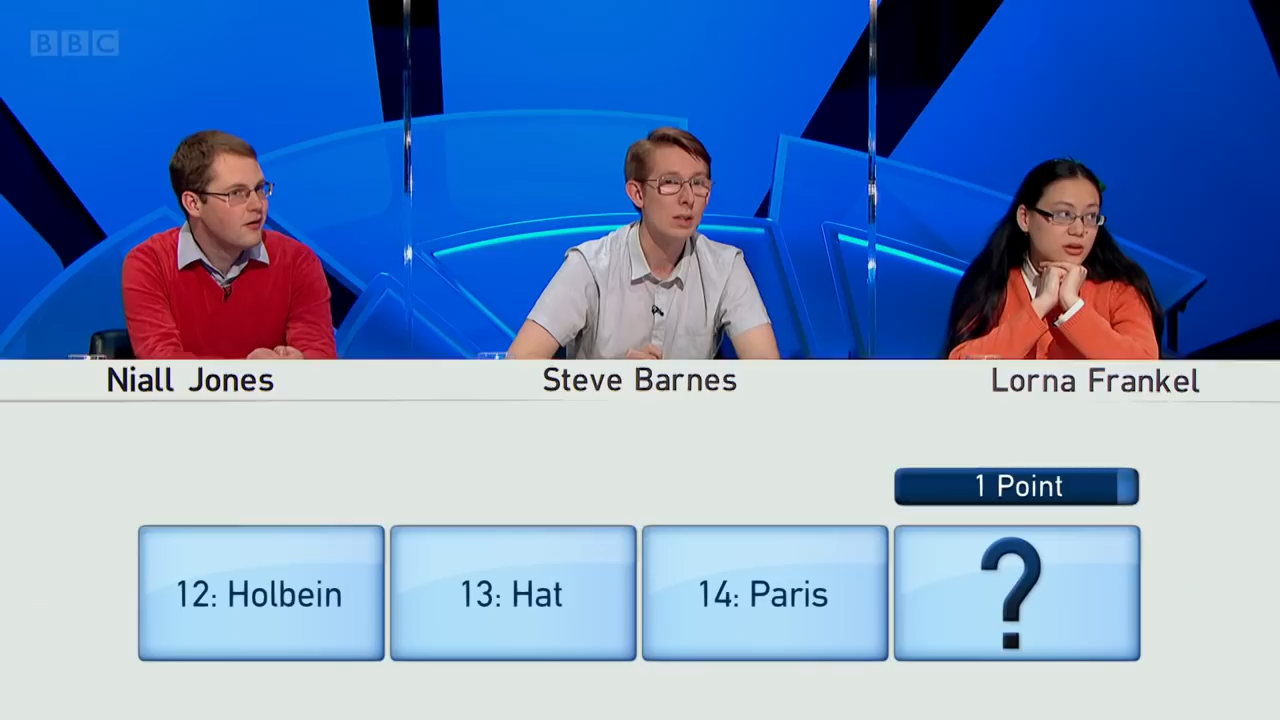 BBC
Niall Jones
Steve Barnes
Lorna Frankel
1 Point
12: Holbein
13: Hat
14: Paris
?